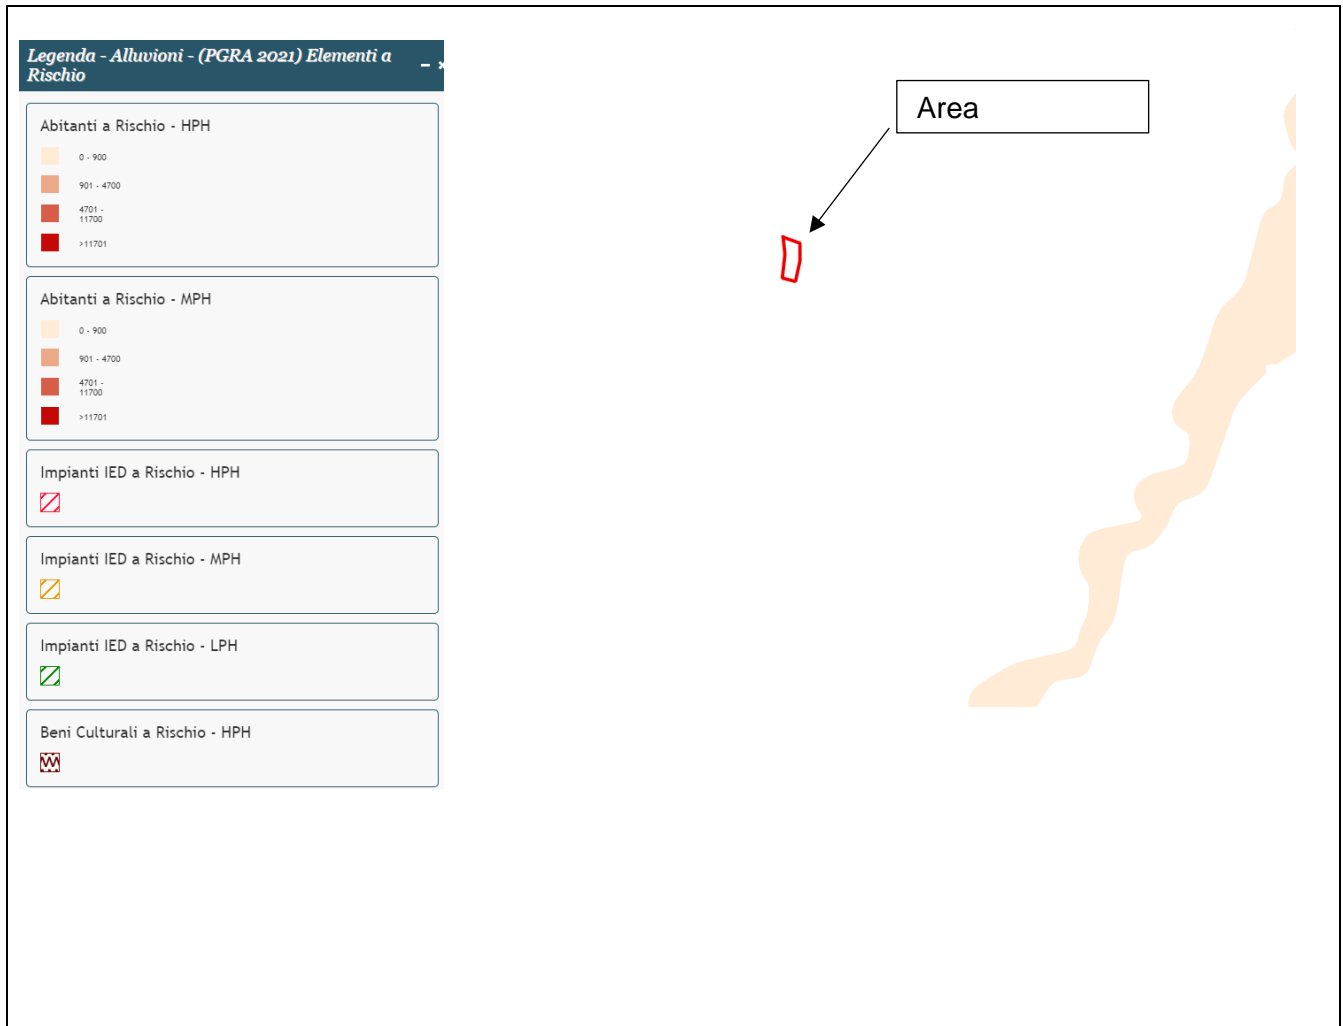 Legenda - Alluvioni - (PGRA 2021) Elementi a
Rischio
Abitanti a Rischio - HPH
0 - 900
901 - 4700
4701 -
11700
>11701
Abitanti a Rischio - MPH
0 - 900
901 - 4700
4701 -
11700
>11701
Impianti IED a Rischio - HPH
Impianti IED a Rischio - MPH
Impianti IED a Rischio - LPH
Beni Culturali a Rischio - HPH
Area